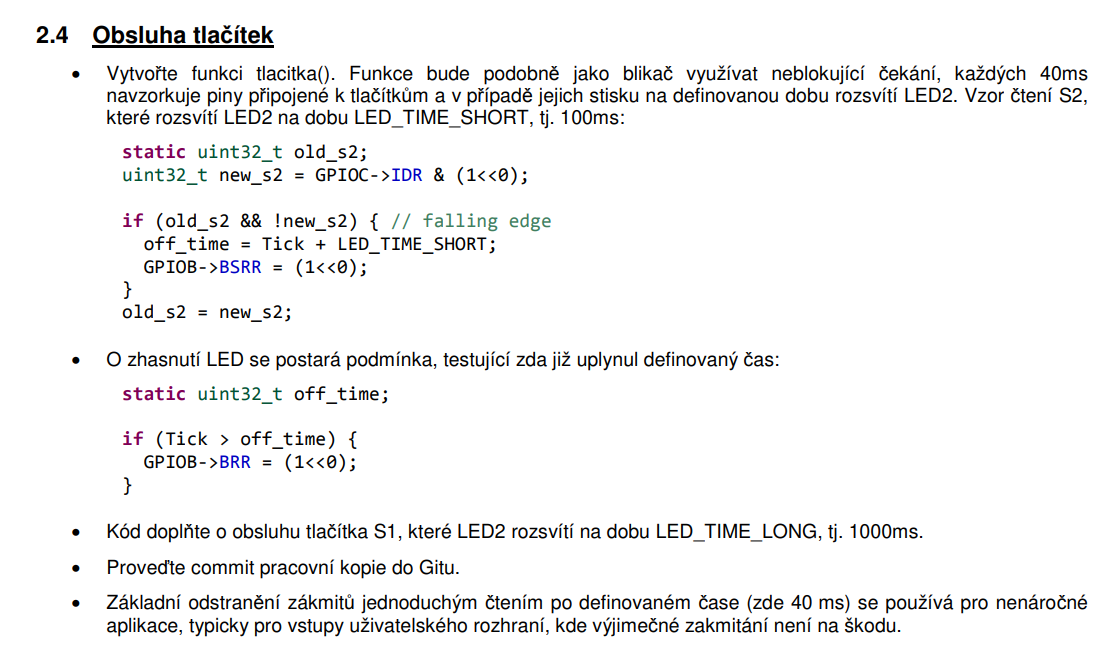 2.4 Obsluha tlačítek
• Vytvořte funkci tlacitka(). Funkce bude podobně jako blikač využívat neblokující čekání, každých 40ms
navzorkuje piny připojené k tlačítkům a v případě jejich stisku na definovanou dobu rozsvítí LED2. Vzor čtení S2,
které rozsvítí LED2 na dobu LED_TIME_SHORT, tj. 100ms:
static uint32_t old_s2;
uint32_t new_s2 = GPIOC->IDR & (1<<0);
if (old_s2 && !new_s2) { // falling edge
off_time = Tick + LED_TIME_SHORT;
GPIOB->BSRR = (1<<0);
}
old_s2 = new_s2;
• O zhasnutí LED se postará podmínka, testující zda již uplynul definovaný čas:
static uint32_t off_time;
if (Tick > off_time) {
GPIOB->BRR = (1<<0);
}
• Kód doplňte o obsluhu tlačítka S1, které LED2 rozsvítí na dobu LED_TIME_LONG, tj. 1000ms.
• Proveďte commit pracovní kopie do Gitu.
• Základní odstranění zákmitů jednoduchým čtením po definovaném čase (zde 40 ms) se používá pro nenáročné
aplikace, typicky pro vstupy uživatelského rozhraní, kde výjimečné zakmitání není na škodu.